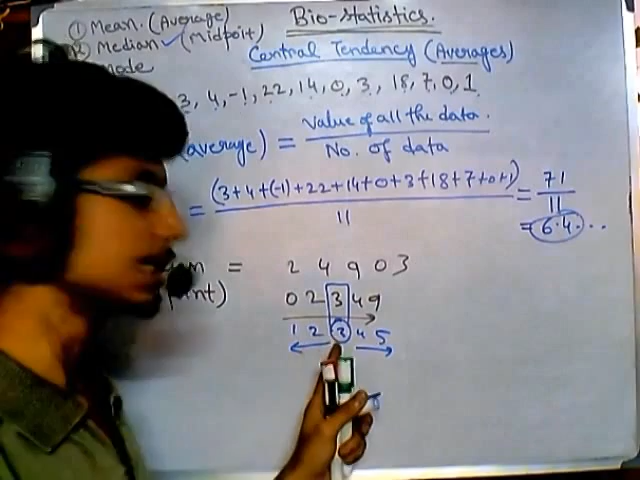 ① Mean. (Average)
Bio-Statistics.
② Median ✓ (Midpoint)
Central Tendency (Averages)
mode
3, 4, -1, 22, 14, 0, 3, 18, 7, 0, 1
(average) = Value of all the data.
No. of data
= (3+4+(-1)+22+14+0+3+18+7+0+1) = 71
11 11
= 6.4...
= 2 4 9 0 3
0 2 3 4 9
1 2 3 4 5